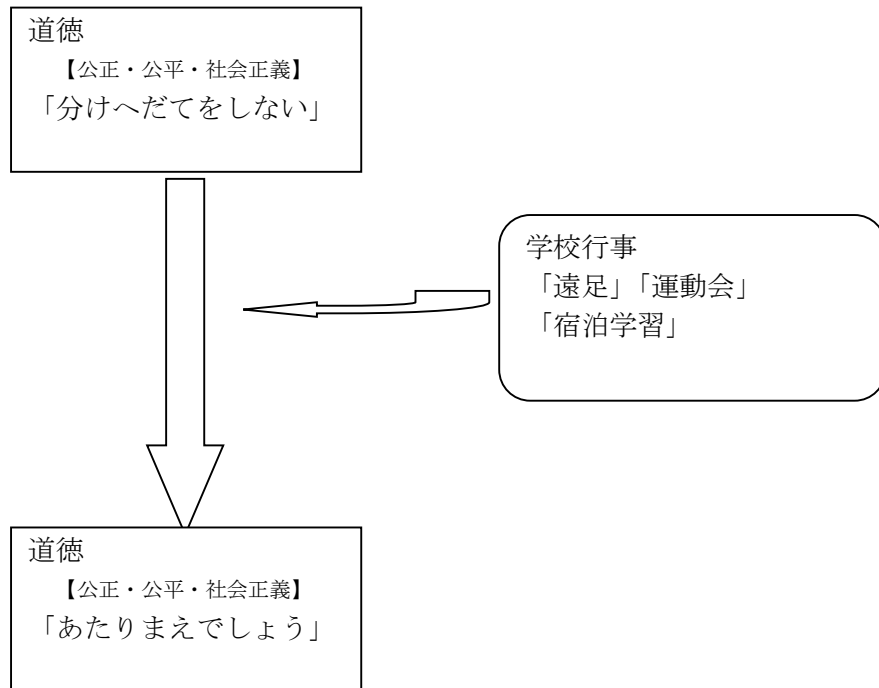 道徳
【公正・公平・社会正義】
「分けへだてをしない」
学校行事
「遠足」「運動会」
「宿泊学習」
道徳
【公正・公平・社会正義】
「あたりまえでしょう」